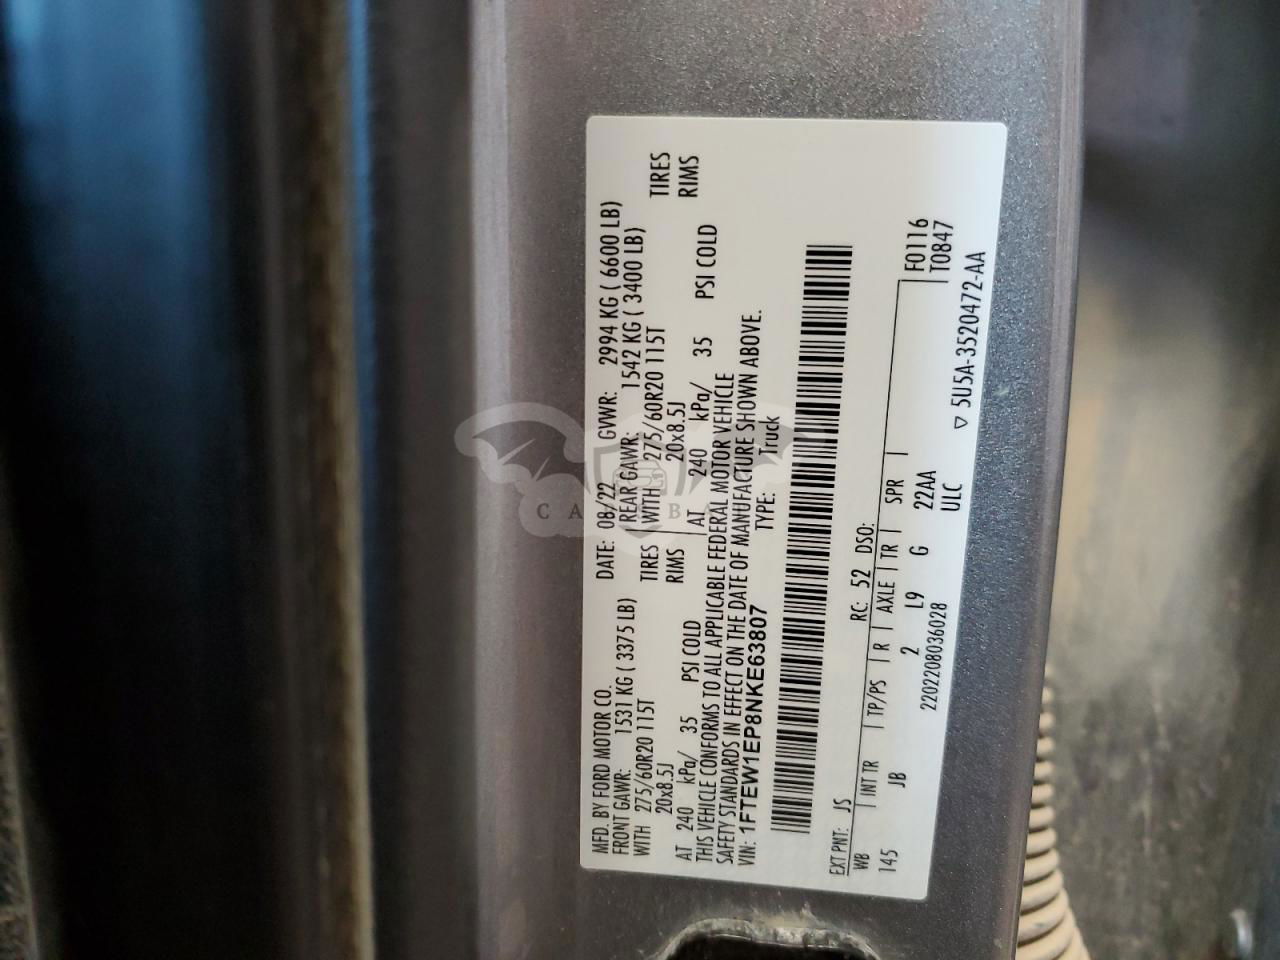 MFD. BY FORD MOTOR CO. DATE: 08/22 GVWR: 2994 KG ( 6600 LB)
FRONT GAWR: 1531 KG ( 3375 LB) REAR GAWR: 1542 KG ( 3400 LB)
WITH 275/60R20 115T TIRES WITH 275/60R20 115T TIRES
20x8.5J RIMS 20x8.5J RIMS
AT 240 kPa/ 35 PSI COLD AT 240 kPa/ 35 PSI COLD
THIS VEHICLE CONFORMS TO ALL APPLICABLE FEDERAL MOTOR VEHICLE
SAFETY STANDARDS IN EFFECT ON THE DATE OF MANUFACTURE SHOWN ABOVE.
VIN: 1FTEW1EP8NKE63807 TYPE: Truck
EXT PNT: JS RC: 52 DSO:
WB INT TR TP/PS R AXLE TR SPR
145 JB 2 L9 G 22AA F0116
2202208036028 ULC T0847
▽ 5U5A-3520472-AA